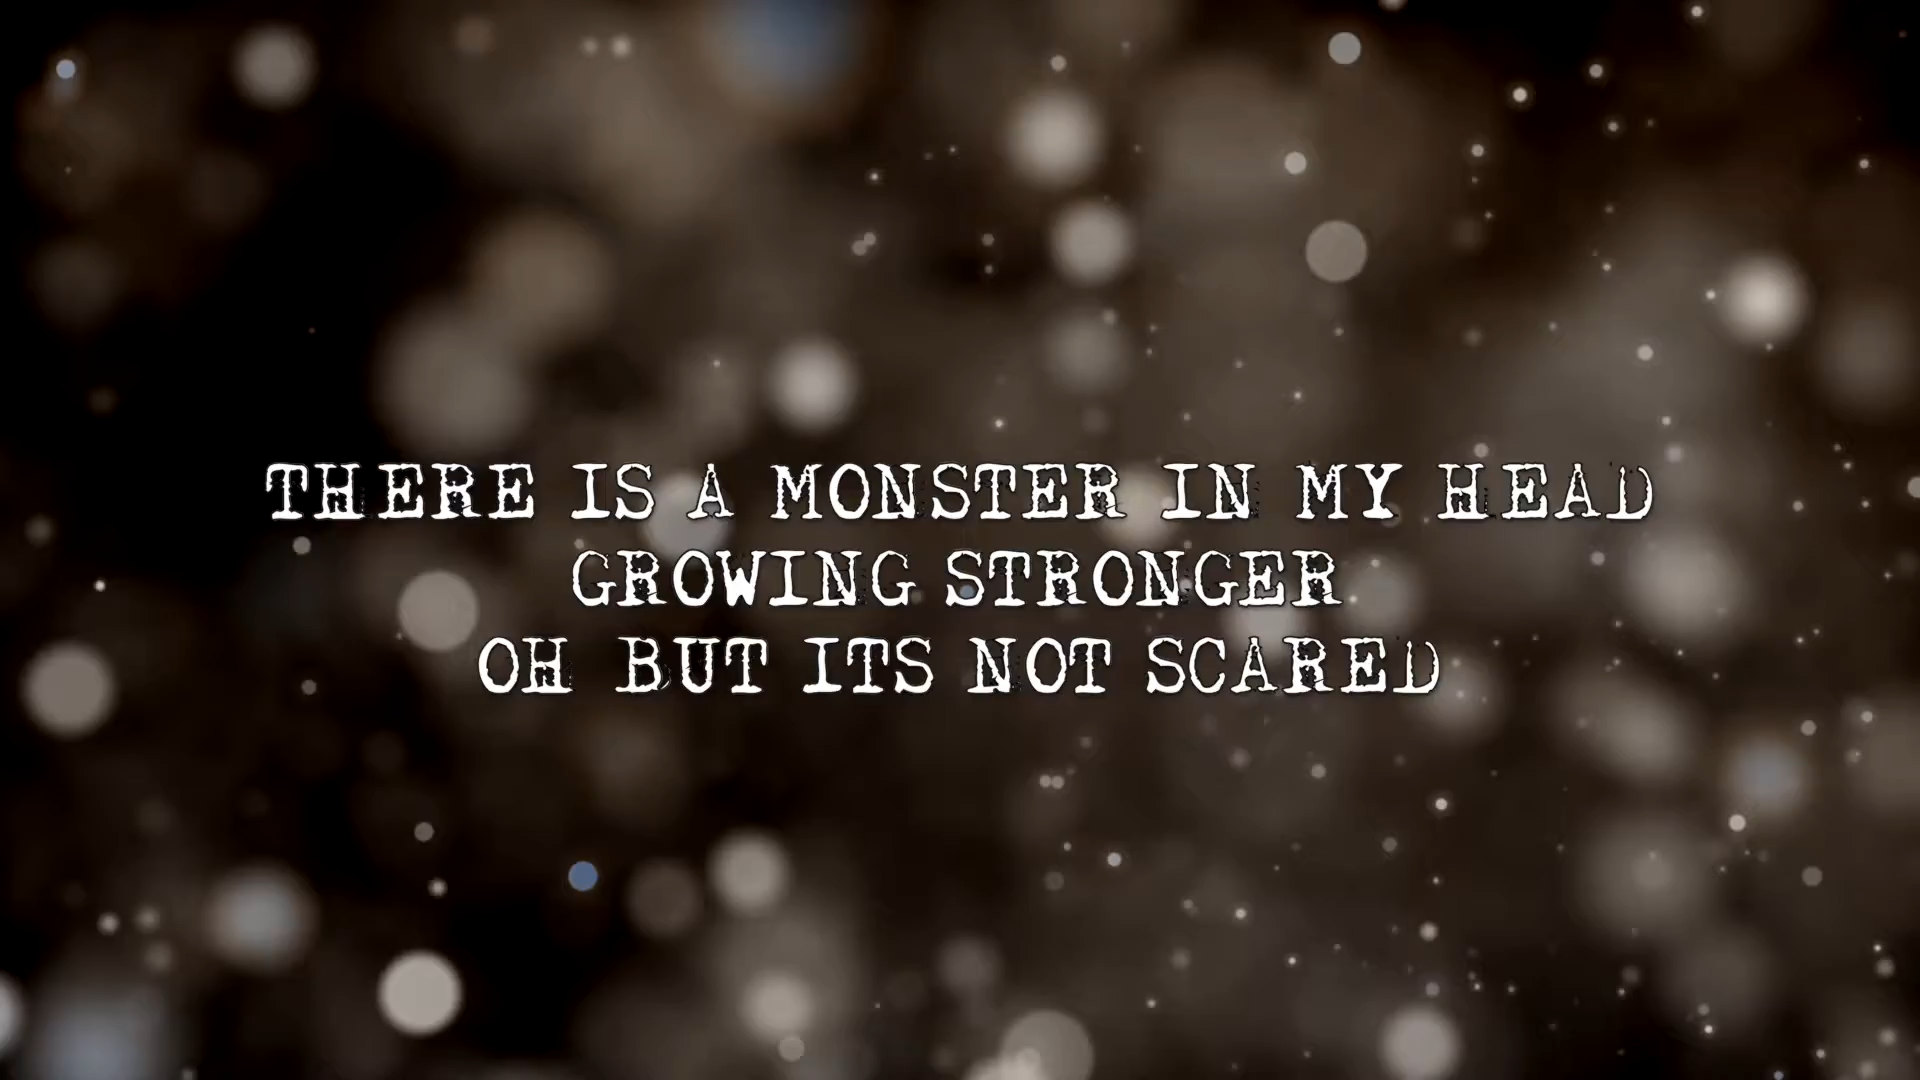 THERE IS A MONSTER IN MY HEAD
GROWING STRONGER
OH BUT ITS NOT SCARED